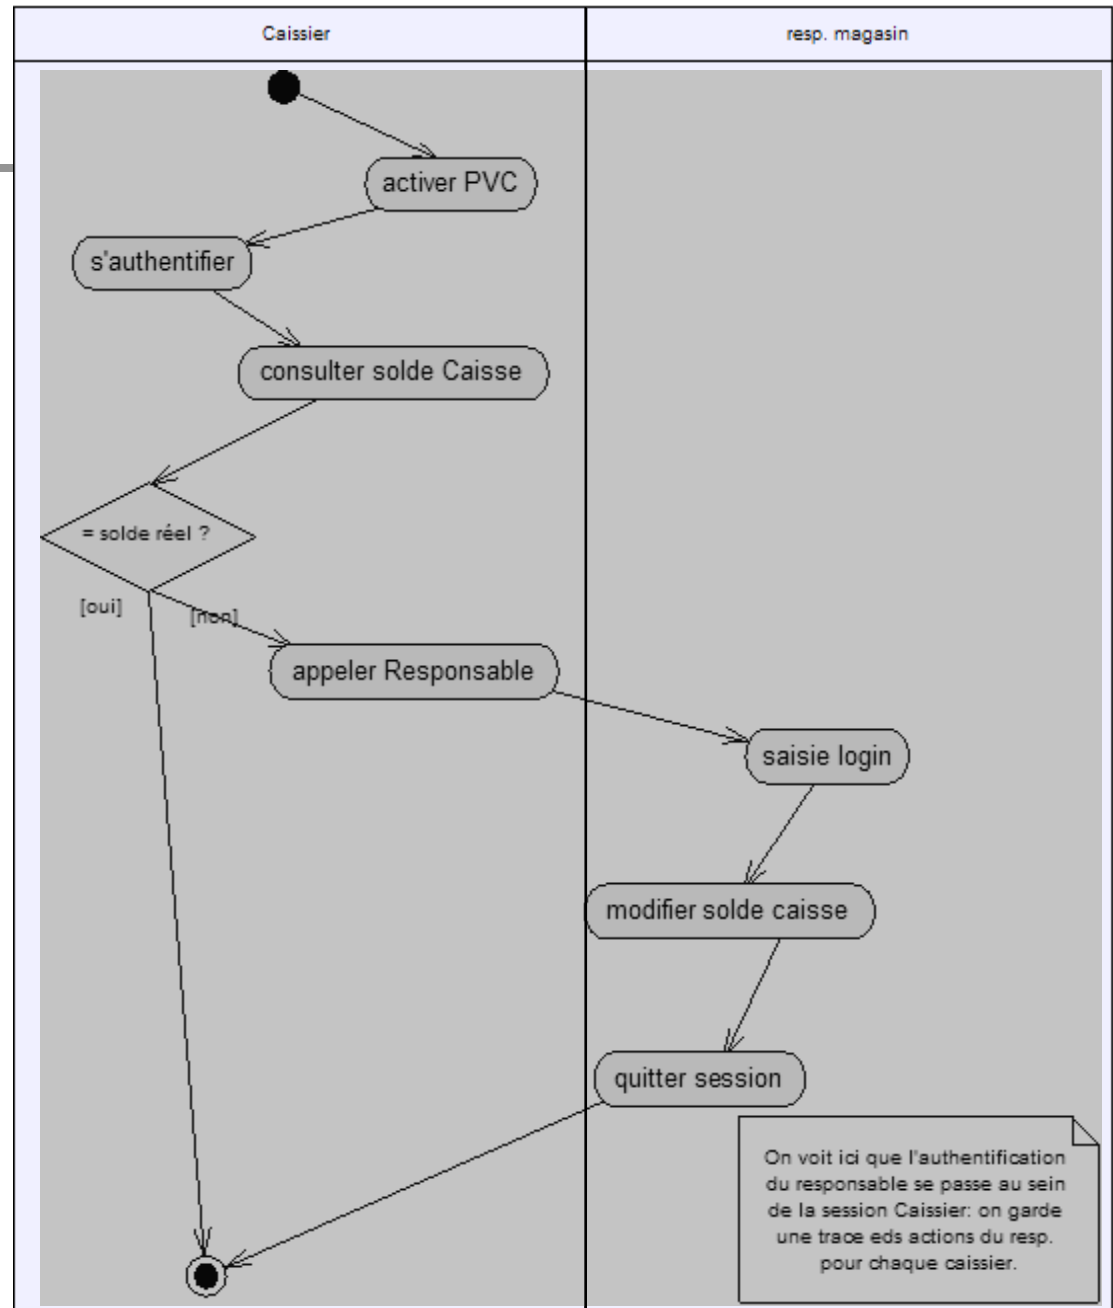 Caissier
resp. magasin
activer PVC
s'authentifier
consulter solde Caisse
= solde réel ?
[oui]
[non]
appeler Responsable
saisie login
modifier solde caisse
quitter session
On voit ici que l'authentification
du responsable se passe au sein
de la session Caissier: on garde
une trace eds actions du resp.
pour chaque caissier.